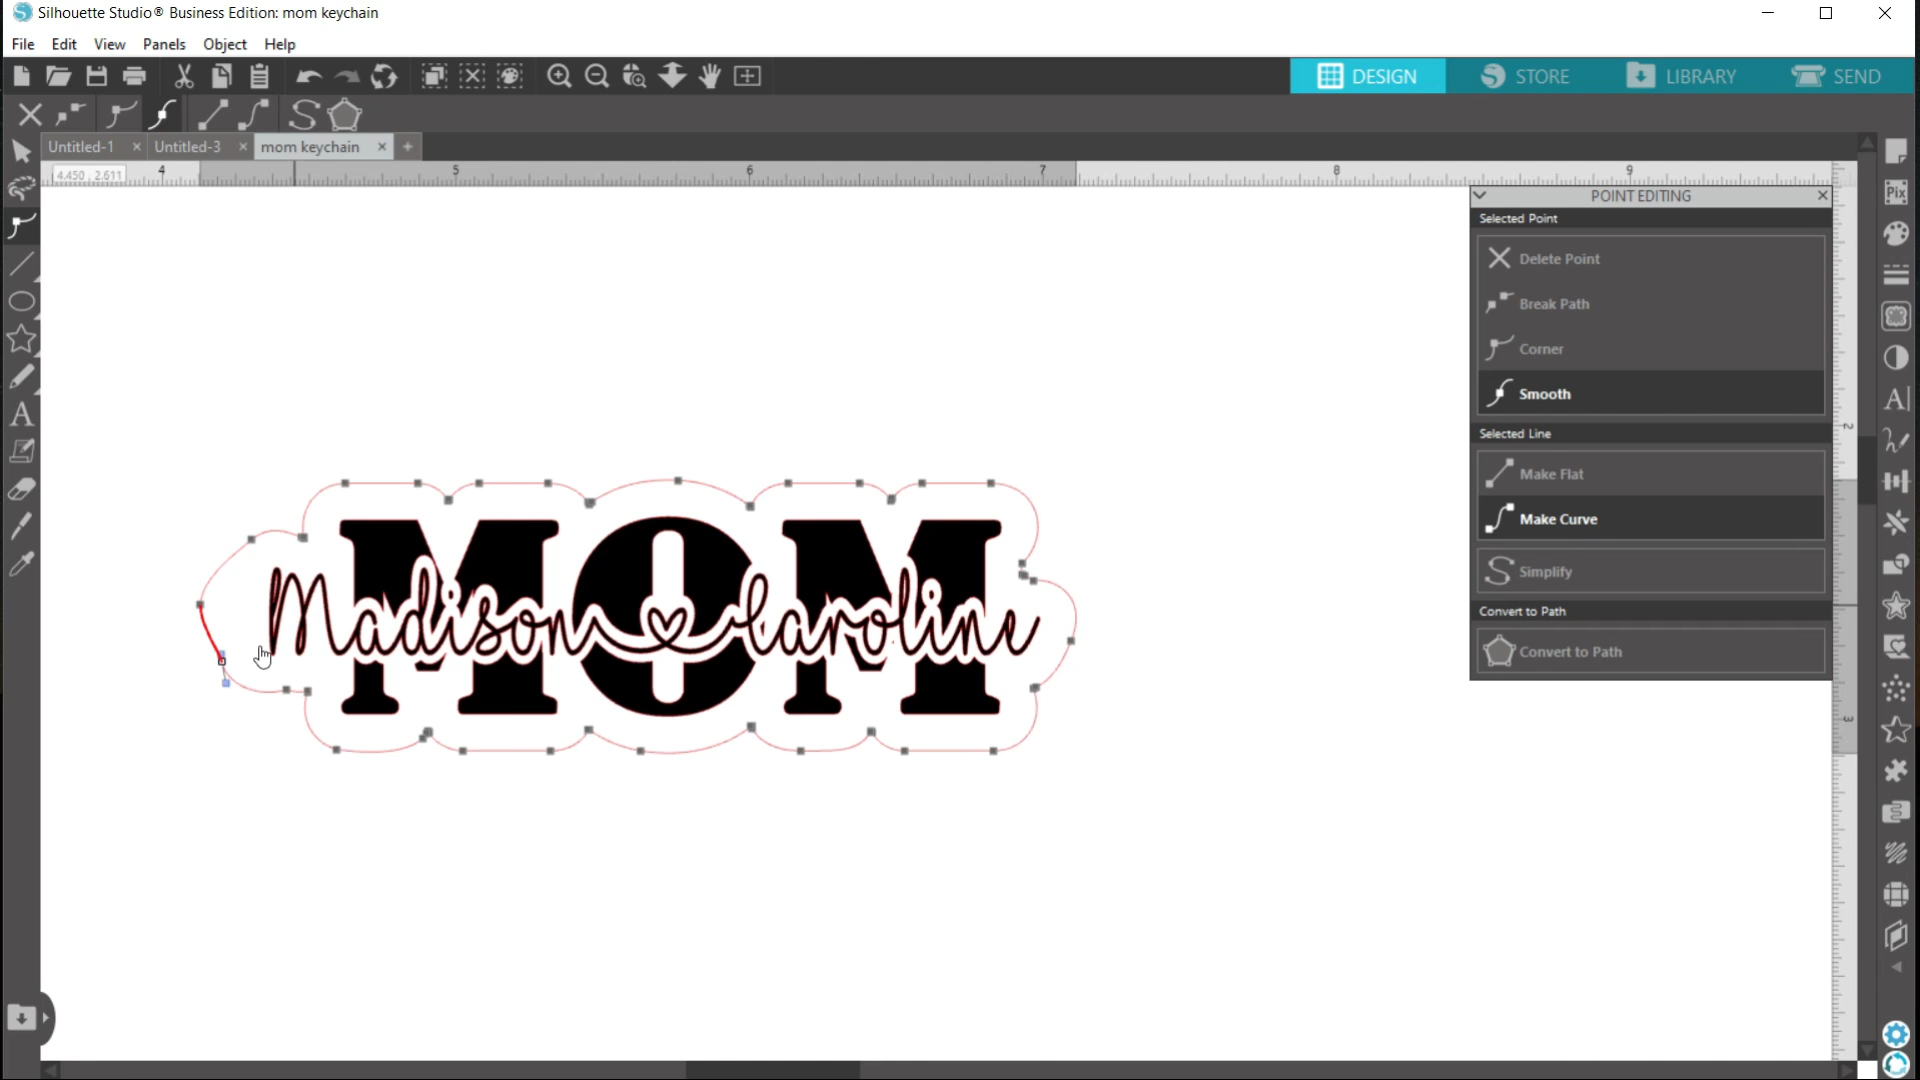 Silhouette Studio® Business Edition: mom keychain
File Edit View Panels Object Help
DESIGN STORE LIBRARY SEND
Untitled-1 Untitled-3 mom keychain
4.450 , 2.611 4 5 6 7 8 9
POINT EDITING
Selected Point
Delete Point
Break Path
Corner
Smooth
Selected Line
Make Flat
Make Curve
Simplify
Convert to Path
Convert to Path
Pix
2
3
MOM
Madison Caroline